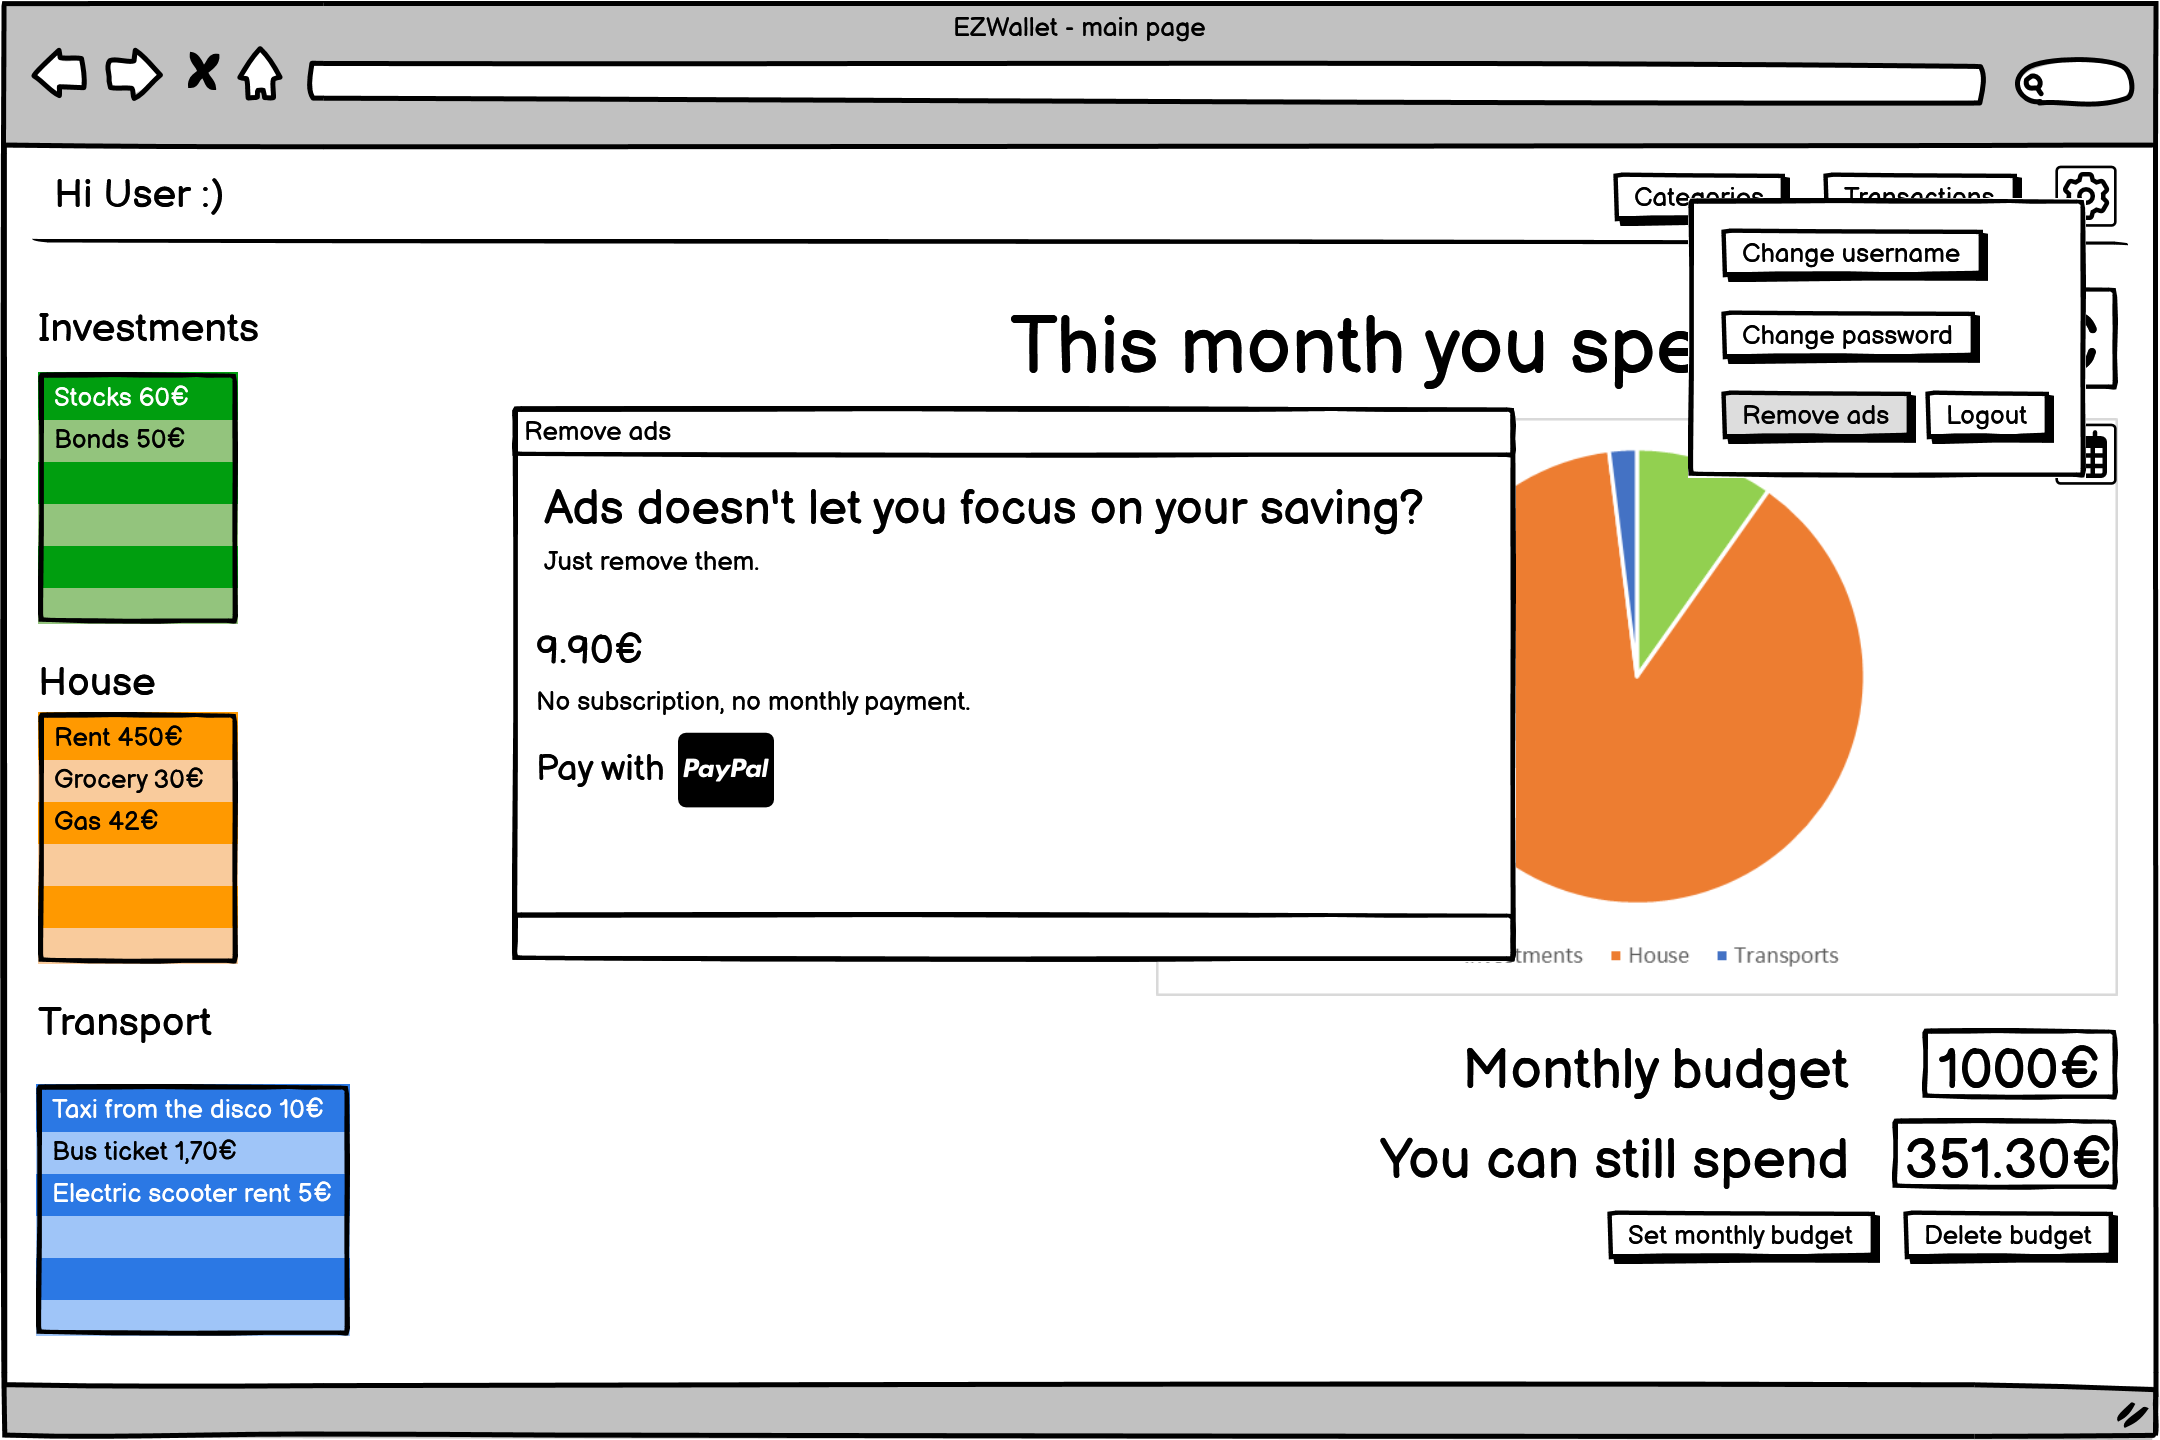 EZWallet - main page
Hi User :)
Categories
Transactions
Change username
Change password
Remove ads
Logout
This month you
Investments
Stocks 60€
Bonds 50€
House
Rent 450€
Grocery 30€
Gas 42€
Transport
Taxi from the disco 10€
Bus ticket 1,70€
Electric scooter rent 5€
Remove ads
Ads doesn't let you focus on your saving?
Just remove them.
9.90€
No subscription, no monthly payment.
Pay with PayPal
House
Transports
Monthly budget 1000€
You can still spend 351.30€
Set monthly budget
Delete budget